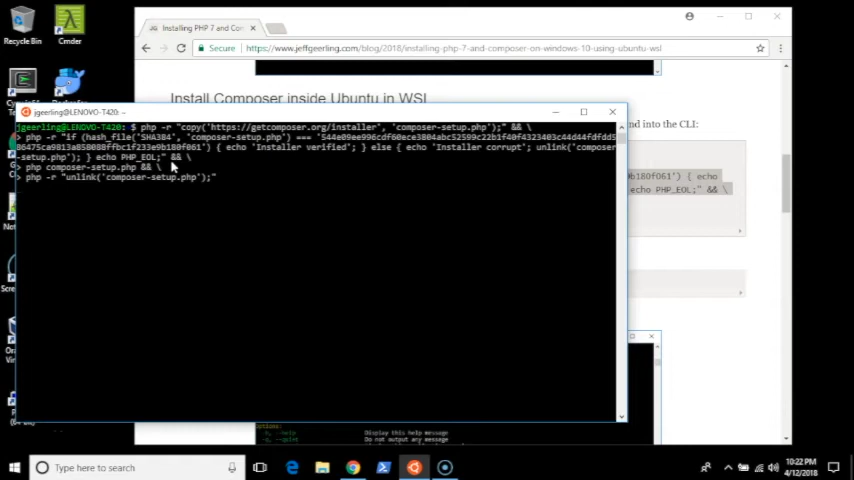 Recycle Bin
Cmder
Installing PHP 7 and Con
Secure
https://www.jeffgeerling.com/blog/2018/installing-php-7-and-composer-on-windows-10-using-ubuntu-wsl
Install Composer inside Ubuntu in WSL
nd into the CLI:
jgeerling@LENOVO-T420: ~
jgeerling@LENOVO-T420: $ php -r "copy('https://getcomposer.org/installer', 'composer-setup.php');" && \
> php -r "if (hash_file('SHA384', 'composer-setup.php') === '544e09ee996cdf60ece3804abc52599c22b1f40f4323403c44d44fdfdd5
86475ca9813a858088ffbc1f233e9b180f061') { echo 'Installer verified'; } else { echo 'Installer corrupt'; unlink('composer
-setup.php'); } echo PHP_EOL;" && \
> php composer-setup.php && \
> php -r "unlink('composer-setup.php');"
9b180f061') { echo
echo PHP_EOL;" && \
Display this help message
Do not output any message
Type here to search
10:22 PM
4/12/2018